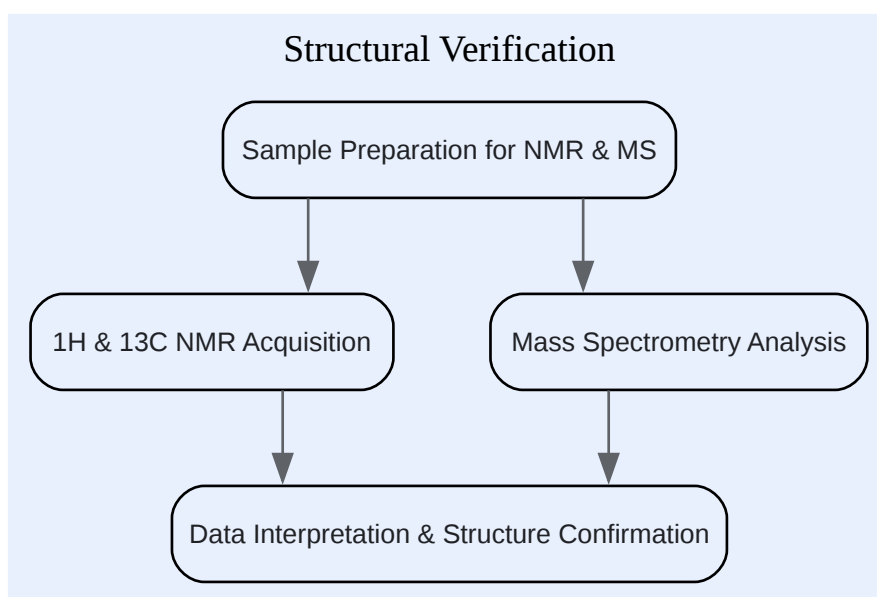 Structural Verification
Sample Preparation for NMR & MS
1H & 13C NMR Acquisition
Mass Spectrometry Analysis
Data Interpretation & Structure Confirmation